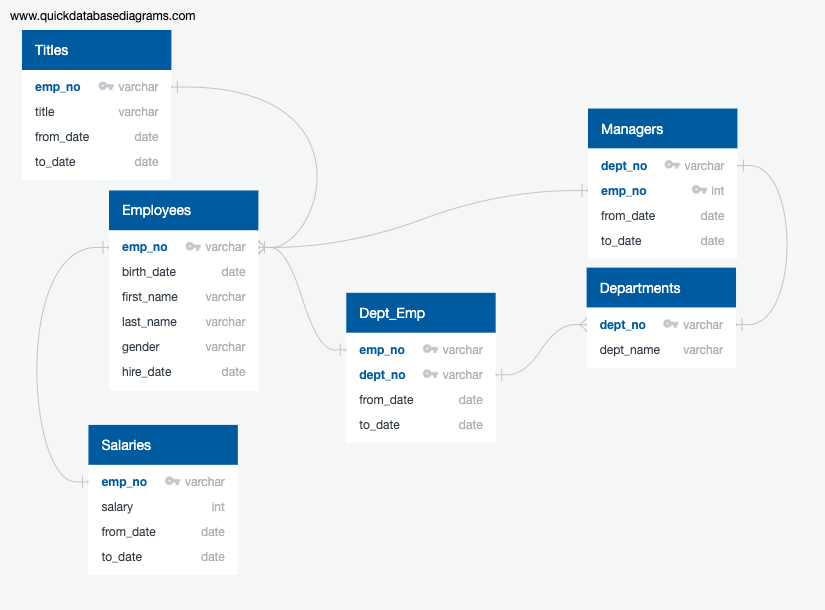 www.quickdatabasediagrams.com
Titles
emp_no varchar
title varchar
from_date date
to_date date
Employees
emp_no varchar
birth_date date
first_name varchar
last_name varchar
gender varchar
hire_date date
Salaries
emp_no varchar
salary int
from_date date
to_date date
Dept_Emp
emp_no varchar
dept_no varchar
from_date date
to_date date
Managers
dept_no varchar
emp_no int
from_date date
to_date date
Departments
dept_no varchar
dept_name varchar